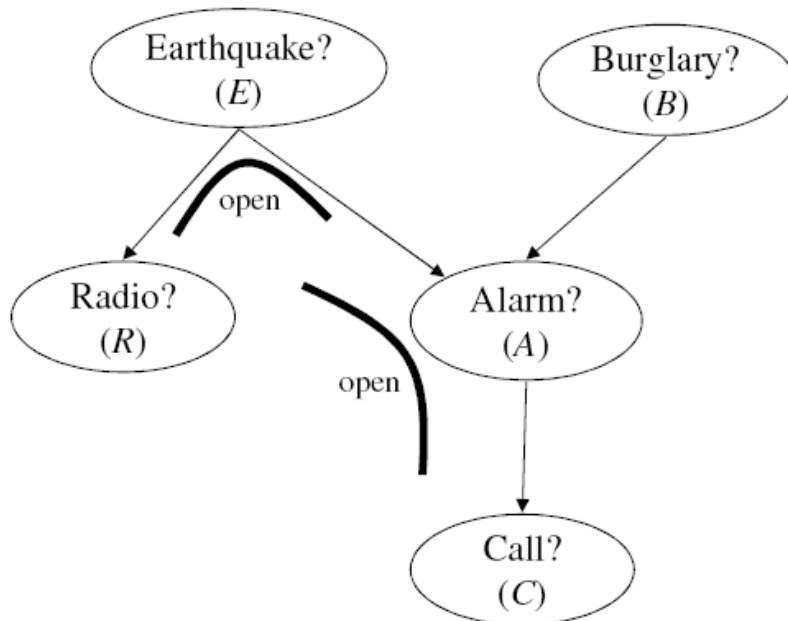 Earthquake?
(E)
Burglary?
(B)
open
Radio?
(R)
Alarm?
(A)
open
Call?
(C)